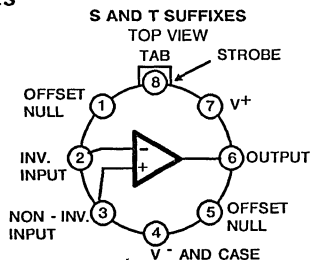 S AND T SUFFIXES
TOP VIEW
TAB
STROBE
8
OFFSET
NULL
1
7
V+
INV.
INPUT
2
-
+
6
OUTPUT
NON - INV.
INPUT
3
5
OFFSET
NULL
4
V - AND CASE